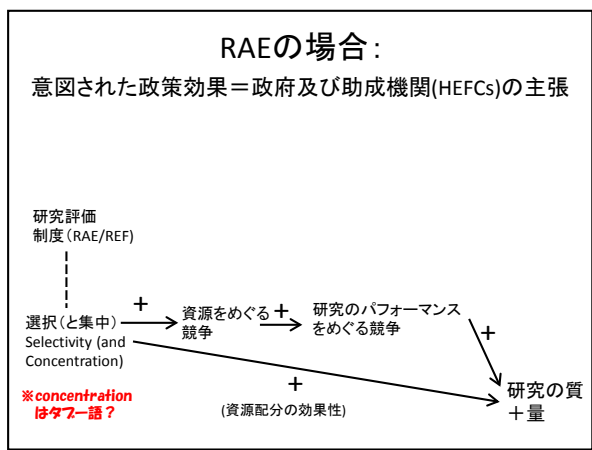 RAEの場合：
意図された政策効果＝政府及び助成機関(HEFCs)の主張
研究評価
制度（RAE/REF）
＋
選択（と集中）
Selectivity (and
Concentration)
資源をめぐる
競争
＋
研究のパフォーマンス
をめぐる競争
＋
＋
(資源配分の効果性)
研究の質
＋量
※concentration
はタブー語？